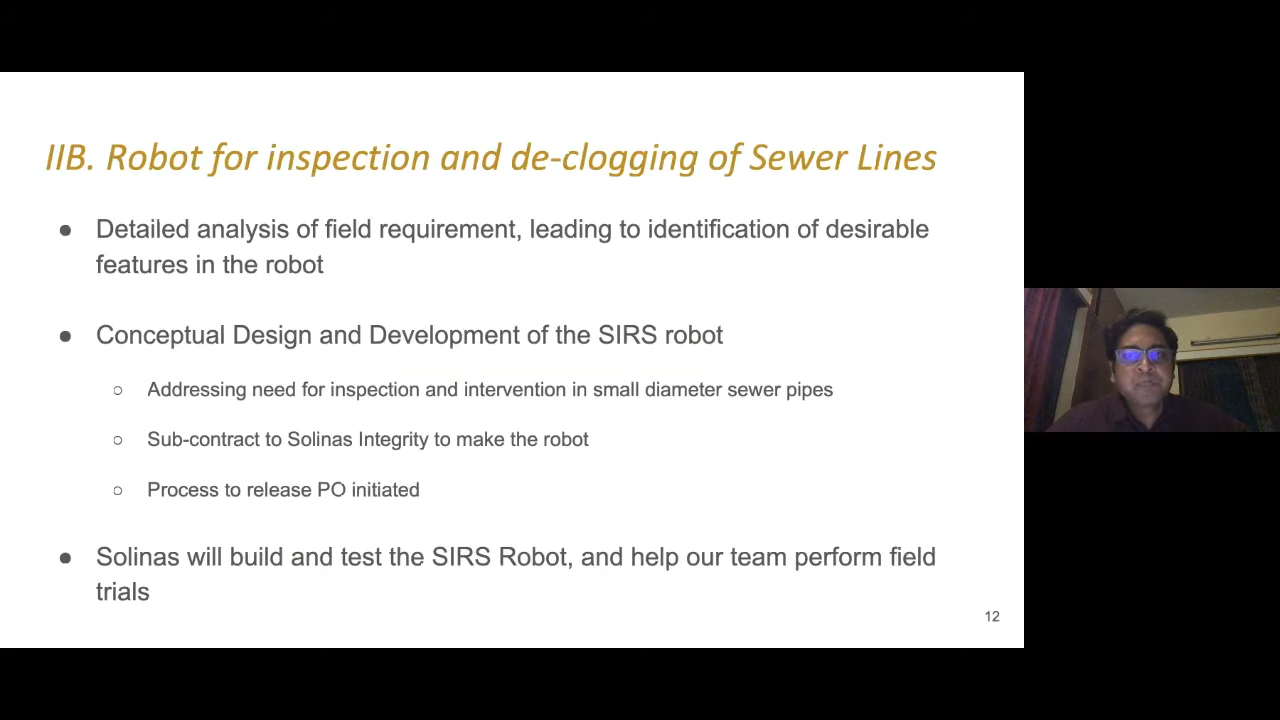 IIB. Robot for inspection and de-clogging of Sewer Lines
● Detailed analysis of field requirement, leading to identification of desirable
features in the robot
● Conceptual Design and Development of the SIRS robot
○ Addressing need for inspection and intervention in small diameter sewer pipes
○ Sub-contract to Solinas Integrity to make the robot
○ Process to release PO initiated
● Solinas will build and test the SIRS Robot, and help our team perform field
trials
12